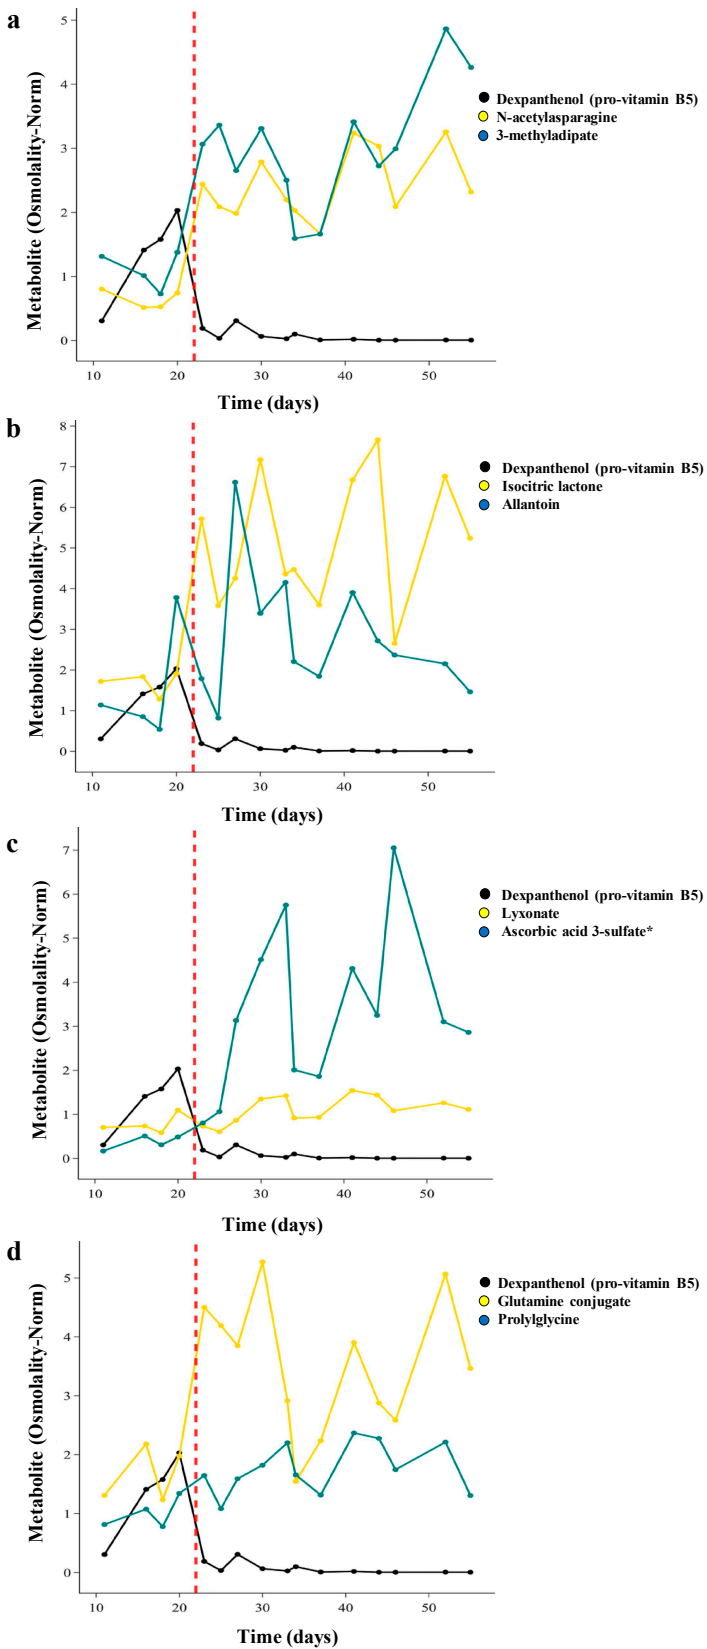 a
Metabolite (Osmolality-Norm)
5
4
3
2
1
0
10 20 30 40 50
Time (days)
Dexpanthenol (pro-vitamin B5)
N-acetylasparagine
3-methyladipate
b
Metabolite (Osmolality-Norm)
8
7
6
5
4
3
2
1
0
10 20 30 40 50
Time (days)
Dexpanthenol (pro-vitamin B5)
Isocitric lactone
Allantoin
c
Metabolite (Osmolality-Norm)
7
6
5
4
3
2
1
0
10 20 30 40 50
Time (days)
Dexpanthenol (pro-vitamin B5)
Lyxonate
Ascorbic acid 3-sulfate*
d
Metabolite (Osmolality-Norm)
5
4
3
2
1
0
10 20 30 40 50
Time (days)
Dexpanthenol (pro-vitamin B5)
Glutamine conjugate
Prolylglycine